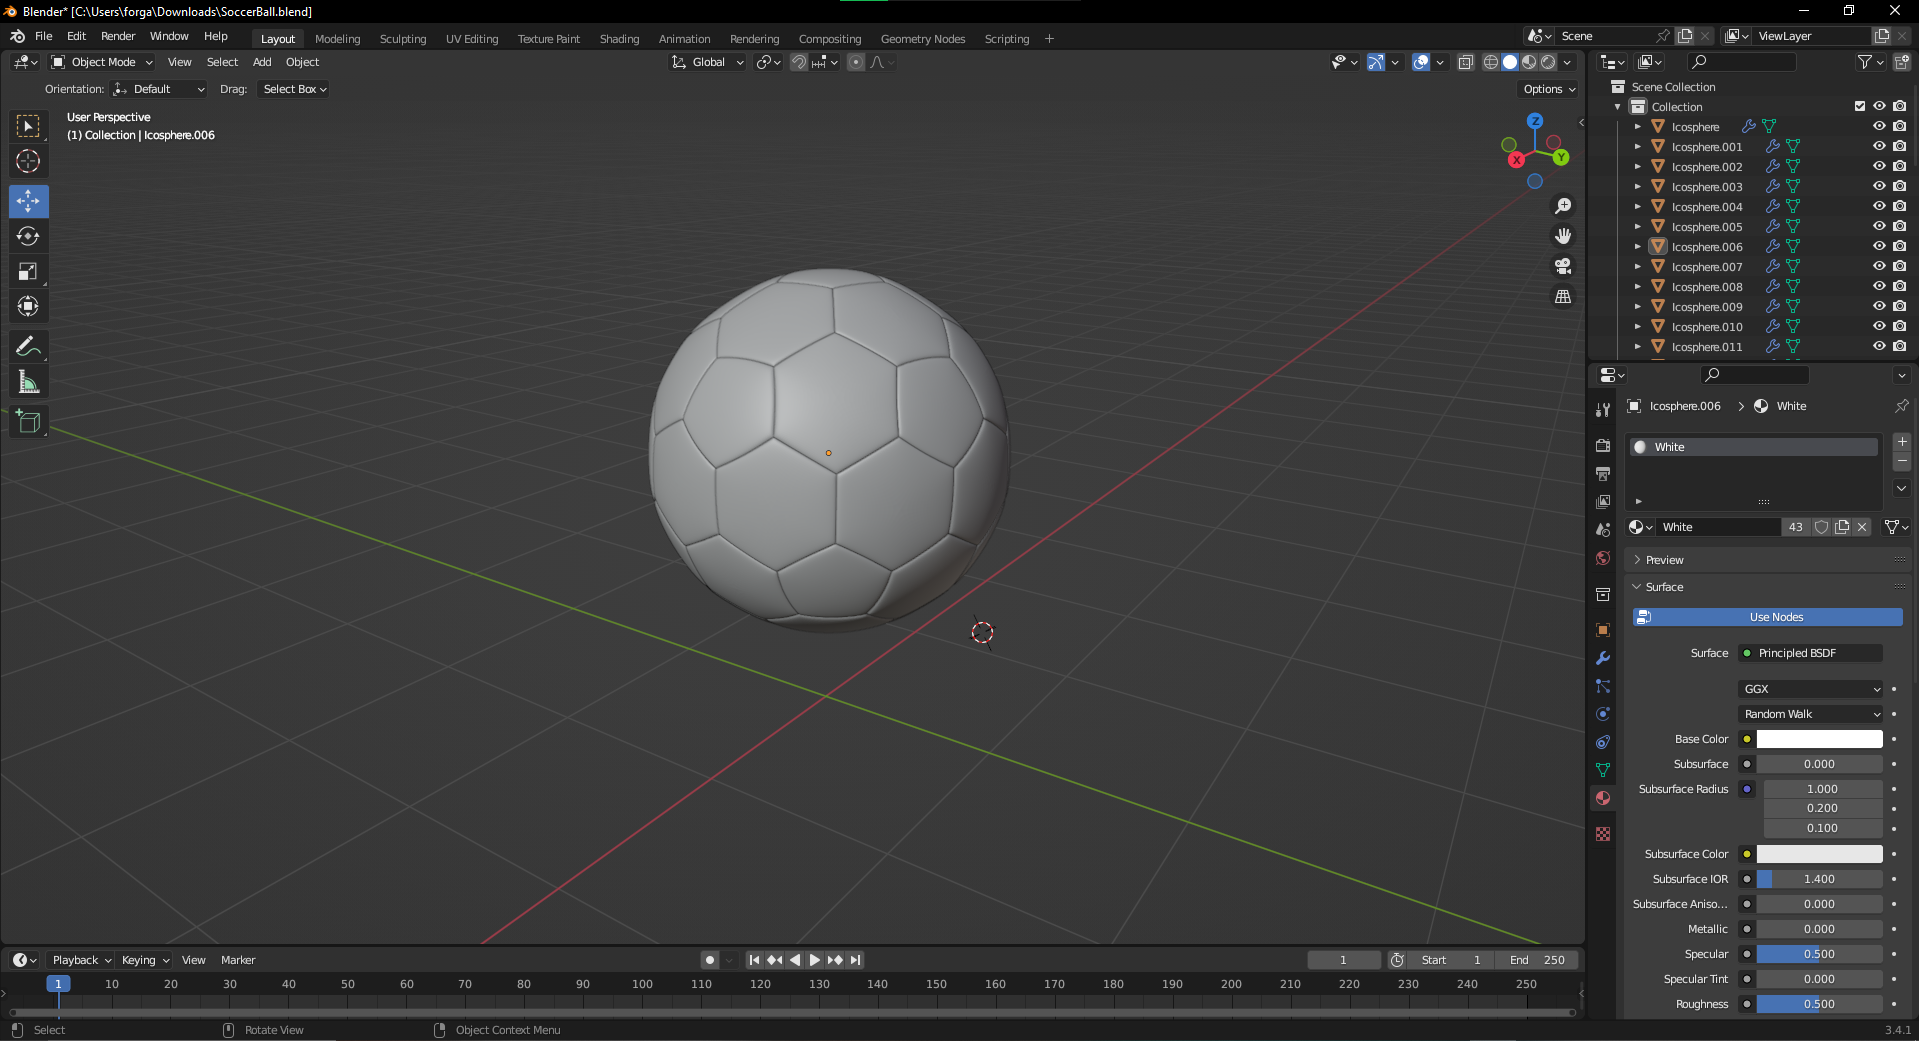 Blender* [C:\Users\forga\Downloads\SoccerBall.blend]
File Edit Render Window Help Layout Modeling Sculpting UV Editing Texture Paint Shading Animation Rendering Compositing Geometry Nodes Scripting + Scene ViewLayer
Object Mode View Select Add Object Global
Orientation: Default Drag: Select Box Options
User Perspective
(1) Collection | Icosphere.006
Z
X
Y
Scene Collection
Collection
Icosphere
Icosphere.001
Icosphere.002
Icosphere.003
Icosphere.004
Icosphere.005
Icosphere.006
Icosphere.007
Icosphere.008
Icosphere.009
Icosphere.010
Icosphere.011
Icosphere.006 > White
White
White 43
Preview
Surface
Use Nodes
Surface Principled BSDF
GGX
Random Walk
Base Color
Subsurface 0.000
Subsurface Radius 1.000
0.200
0.100
Subsurface Color
Subsurface IOR 1.400
Subsurface Aniso... 0.000
Metallic 0.000
Specular 0.500
Specular Tint 0.000
Roughness 0.500
Playback Keying View Marker 1 Start 1 End 250
1 10 20 30 40 50 60 70 80 90 100 110 120 130 140 150 160 170 180 190 200 210 220 230 240 250
Select Rotate View Object Context Menu 3.4.1